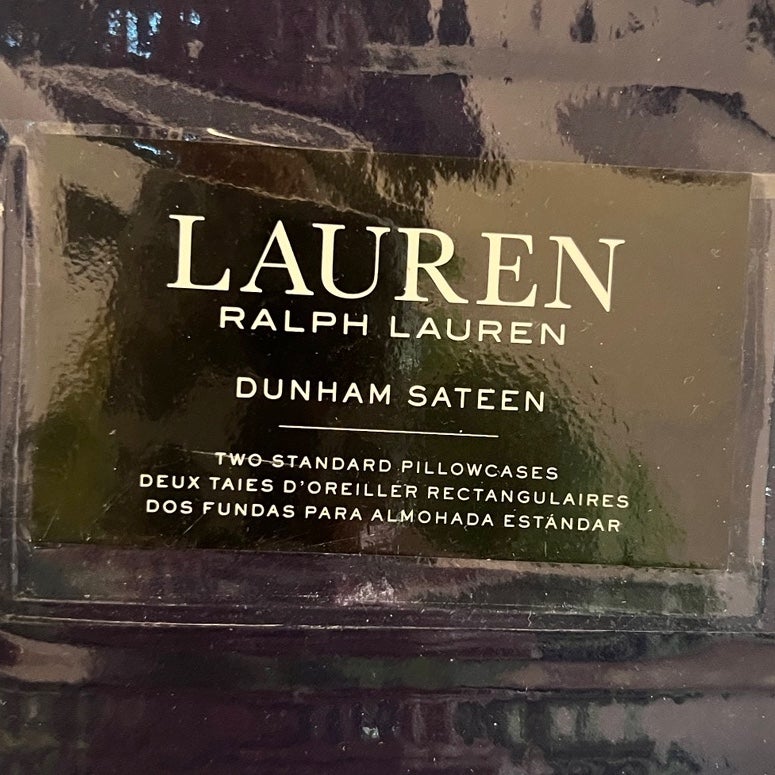 LAUREN
RALPH LAUREN
DUNHAM SATEEN
TWO STANDARD PILLOWCASES
DEUX TAIES D'OREILLER RECTANGULAIRES
DOS FUNDAS PARA ALMOHADA ESTÁNDAR